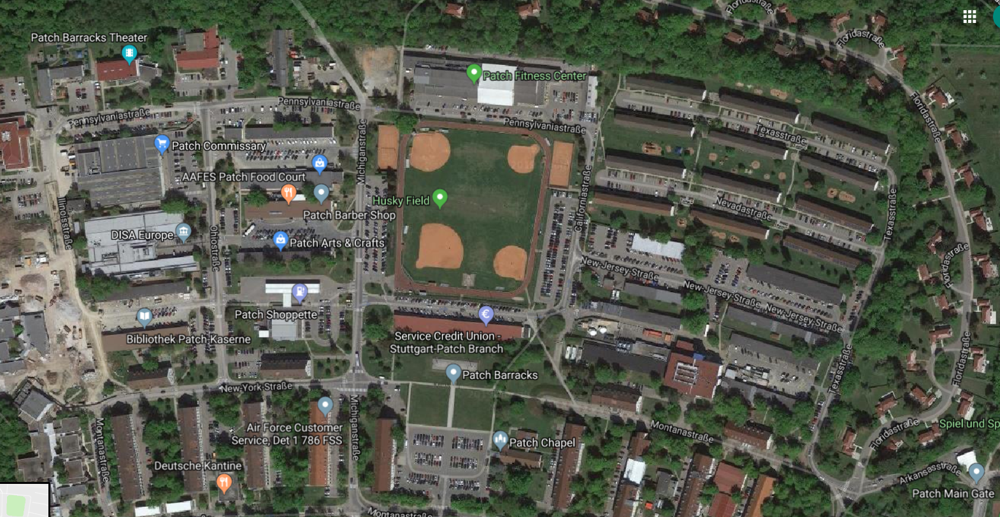 Floridastraße
Patch Barracks Theater
Floridastraße
Patch Fitness Center
Pennsylvaniastraße
Floridastraße
Pennsylvaniastraße
Pennsylvaniastraße
Texasstraße
Michiganstraße
Patch Commissary
AAFES Patch Food Court
Californiastraße
Husky Field
Nevadastraße
Texasstraße
Illinoisstraße
Patch Barber Shop
DISA Europe
Ohiostraße
Patch Arts & Crafts
Floridastraße
New-Jersey-Straße
New-Jersey-Straße
New-Jersey-Straße
Patch Shoppette
€
Bibliothek Patch Kaserne
Service Credit Union -
Stuttgart-Patch Branch
Texasstraße
Floridastraße
Patch Barracks
New-York-Straße
Michiganstraße
Montanastraße
Air Force Customer
Service, Det 1 786 FSS
Montanastraße
Floridastraße
Spiel und Sp
Patch Chapel
Deutsche Kantine
Arkansasstraße
Patch Main Gate
Montanastraße